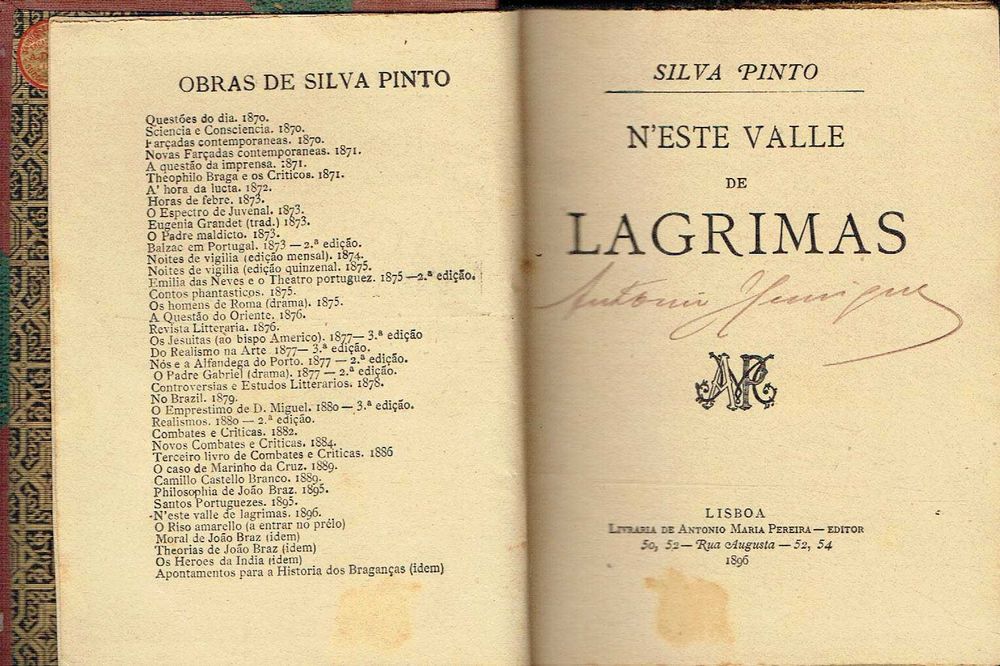 OBRAS DE SILVA PINTO
Questões do dia. 1870.
Sciencia e Consciencia. 1870.
Farçadas contemporaneas. 1870.
Novas Farçadas contemporaneas. 1871.
A questão da imprensa. 1871.
Theophilo Braga e os Criticos. 1871.
A' hora da lucta. 1872.
Horas de febre. 1873.
O Espectro de Juvenal. 1873.
Eugenia Grandet (trad.) 1873.
O Padre maldicto. 1873.
Balzac em Portugal. 1873 — 2.ª edição.
Noites de vigilia (edição mensal). 1874.
Noites de vigilia (edição quinzenal. 1875.
Emilia das Neves e o Theatro portuguez. 1875 — 2.ª edição.
Contos phantasticos. 1875.
Os homens de Roma (drama). 1875.
A Questão do Oriente. 1876.
Revista Litteraria. 1876.
Os Jesuitas (ao bispo Americo). 1877 — 3.ª edição
Do Realismo na Arte 1877 — 3.ª edição.
Nós e a Alfandega do Porto. 1877 — 2.ª edição.
O Padre Gabriel (drama). 1877 — 2.ª edição.
Controversias e Estudos Litterarios. 1878.
No Brazil. 1879.
O Emprestimo de D. Miguel. 1880 — 3.ª edição.
Realismos. 1880 — 2.ª edição.
Combates e Criticas. 1882.
Novos Combates e Criticas. 1884.
Terceiro livro de Combates e Criticas. 1886
O caso de Marinho da Cruz. 1889.
Camillo Castello Branco. 1889.
Philosophia de João Braz. 1895.
Santos Portuguezes. 1895.
N'este valle de lagrimas. 1896.
O Riso amarello (a entrar no prélo)
Moral de João Braz (idem)
Theorias de João Braz (idem)
Os Heroes da India (idem)
Apontamentos para a Historia dos Braganças (idem)
SILVA PINTO
N'ESTE VALLE
DE
LAGRIMAS
Antonio Henrique
LISBOA
LIVRARIA DE ANTONIO MARIA PEREIRA — EDITOR
50, 52 — Rua Augusta — 52, 54
1896